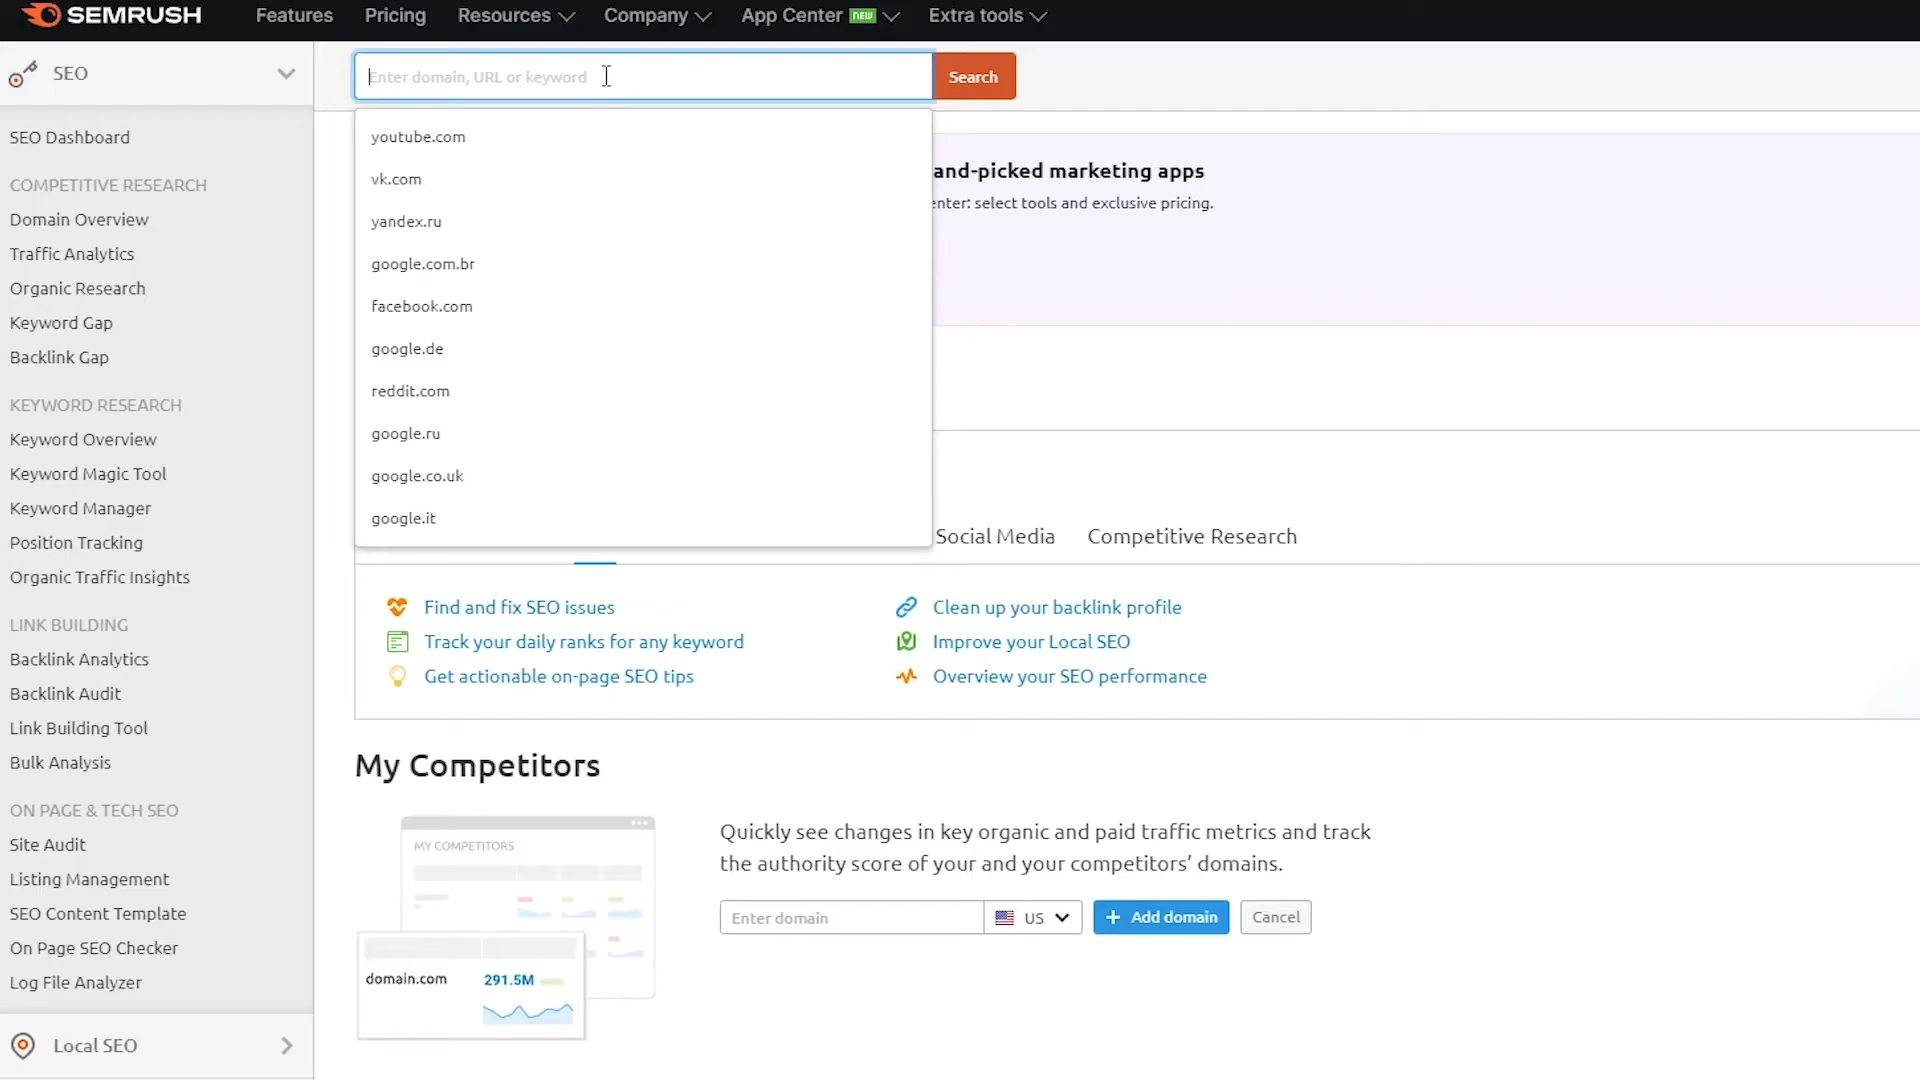 SEMRUSH
Features Pricing Resources Company App Center NEW Extra tools
SEO
Enter domain, URL or keyword
Search
SEO Dashboard
COMPETITIVE RESEARCH
Domain Overview
Traffic Analytics
Organic Research
Keyword Gap
Backlink Gap
KEYWORD RESEARCH
Keyword Overview
Keyword Magic Tool
Keyword Manager
Position Tracking
Organic Traffic Insights
LINK BUILDING
Backlink Analytics
Backlink Audit
Link Building Tool
Bulk Analysis
ON PAGE & TECH SEO
Site Audit
Listing Management
SEO Content Template
On Page SEO Checker
Log File Analyzer
Local SEO
youtube.com
vk.com
yandex.ru
google.com.br
facebook.com
google.de
reddit.com
google.ru
google.co.uk
google.it
and-picked marketing apps
enter: select tools and exclusive pricing.
Social Media Competitive Research
Find and fix SEO issues
Track your daily ranks for any keyword
Get actionable on-page SEO tips
Clean up your backlink profile
Improve your Local SEO
Overview your SEO performance
My Competitors
MY COMPETITORS
domain.com 291.5M
Quickly see changes in key organic and paid traffic metrics and track
the authority score of your and your competitors’ domains.
Enter domain US + Add domain Cancel